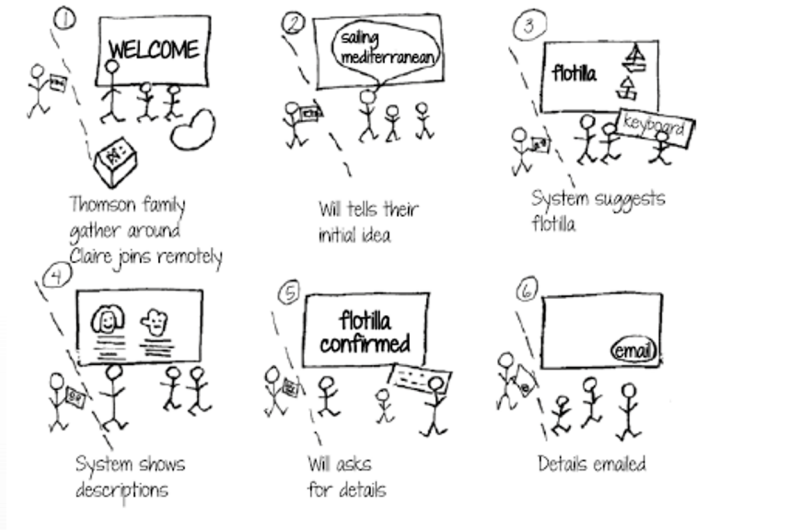 1
WELCOME
Thomson family
gather around
Claire joins remotely
2
sailing
mediterranean
Will tells their
initial idea
3
flotilla
keyboard
System suggests
flotilla
4
System shows
descriptions
5
flotilla
confirmed
Will asks
for details
6
email
Details emailed